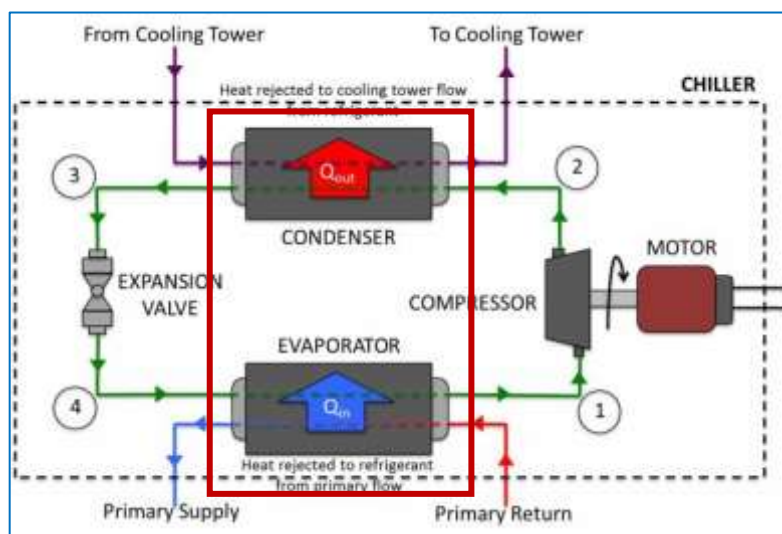 From Cooling Tower
To Cooling Tower
Heat rejected to cooling tower flow
from refrigerant
CHILLER
3
Qout
2
CONDENSER
MOTOR
EXPANSION
VALVE
COMPRESSOR
EVAPORATOR
4
Qin
1
Heat rejected to refrigerant
from primary flow
Primary Supply
Primary Return